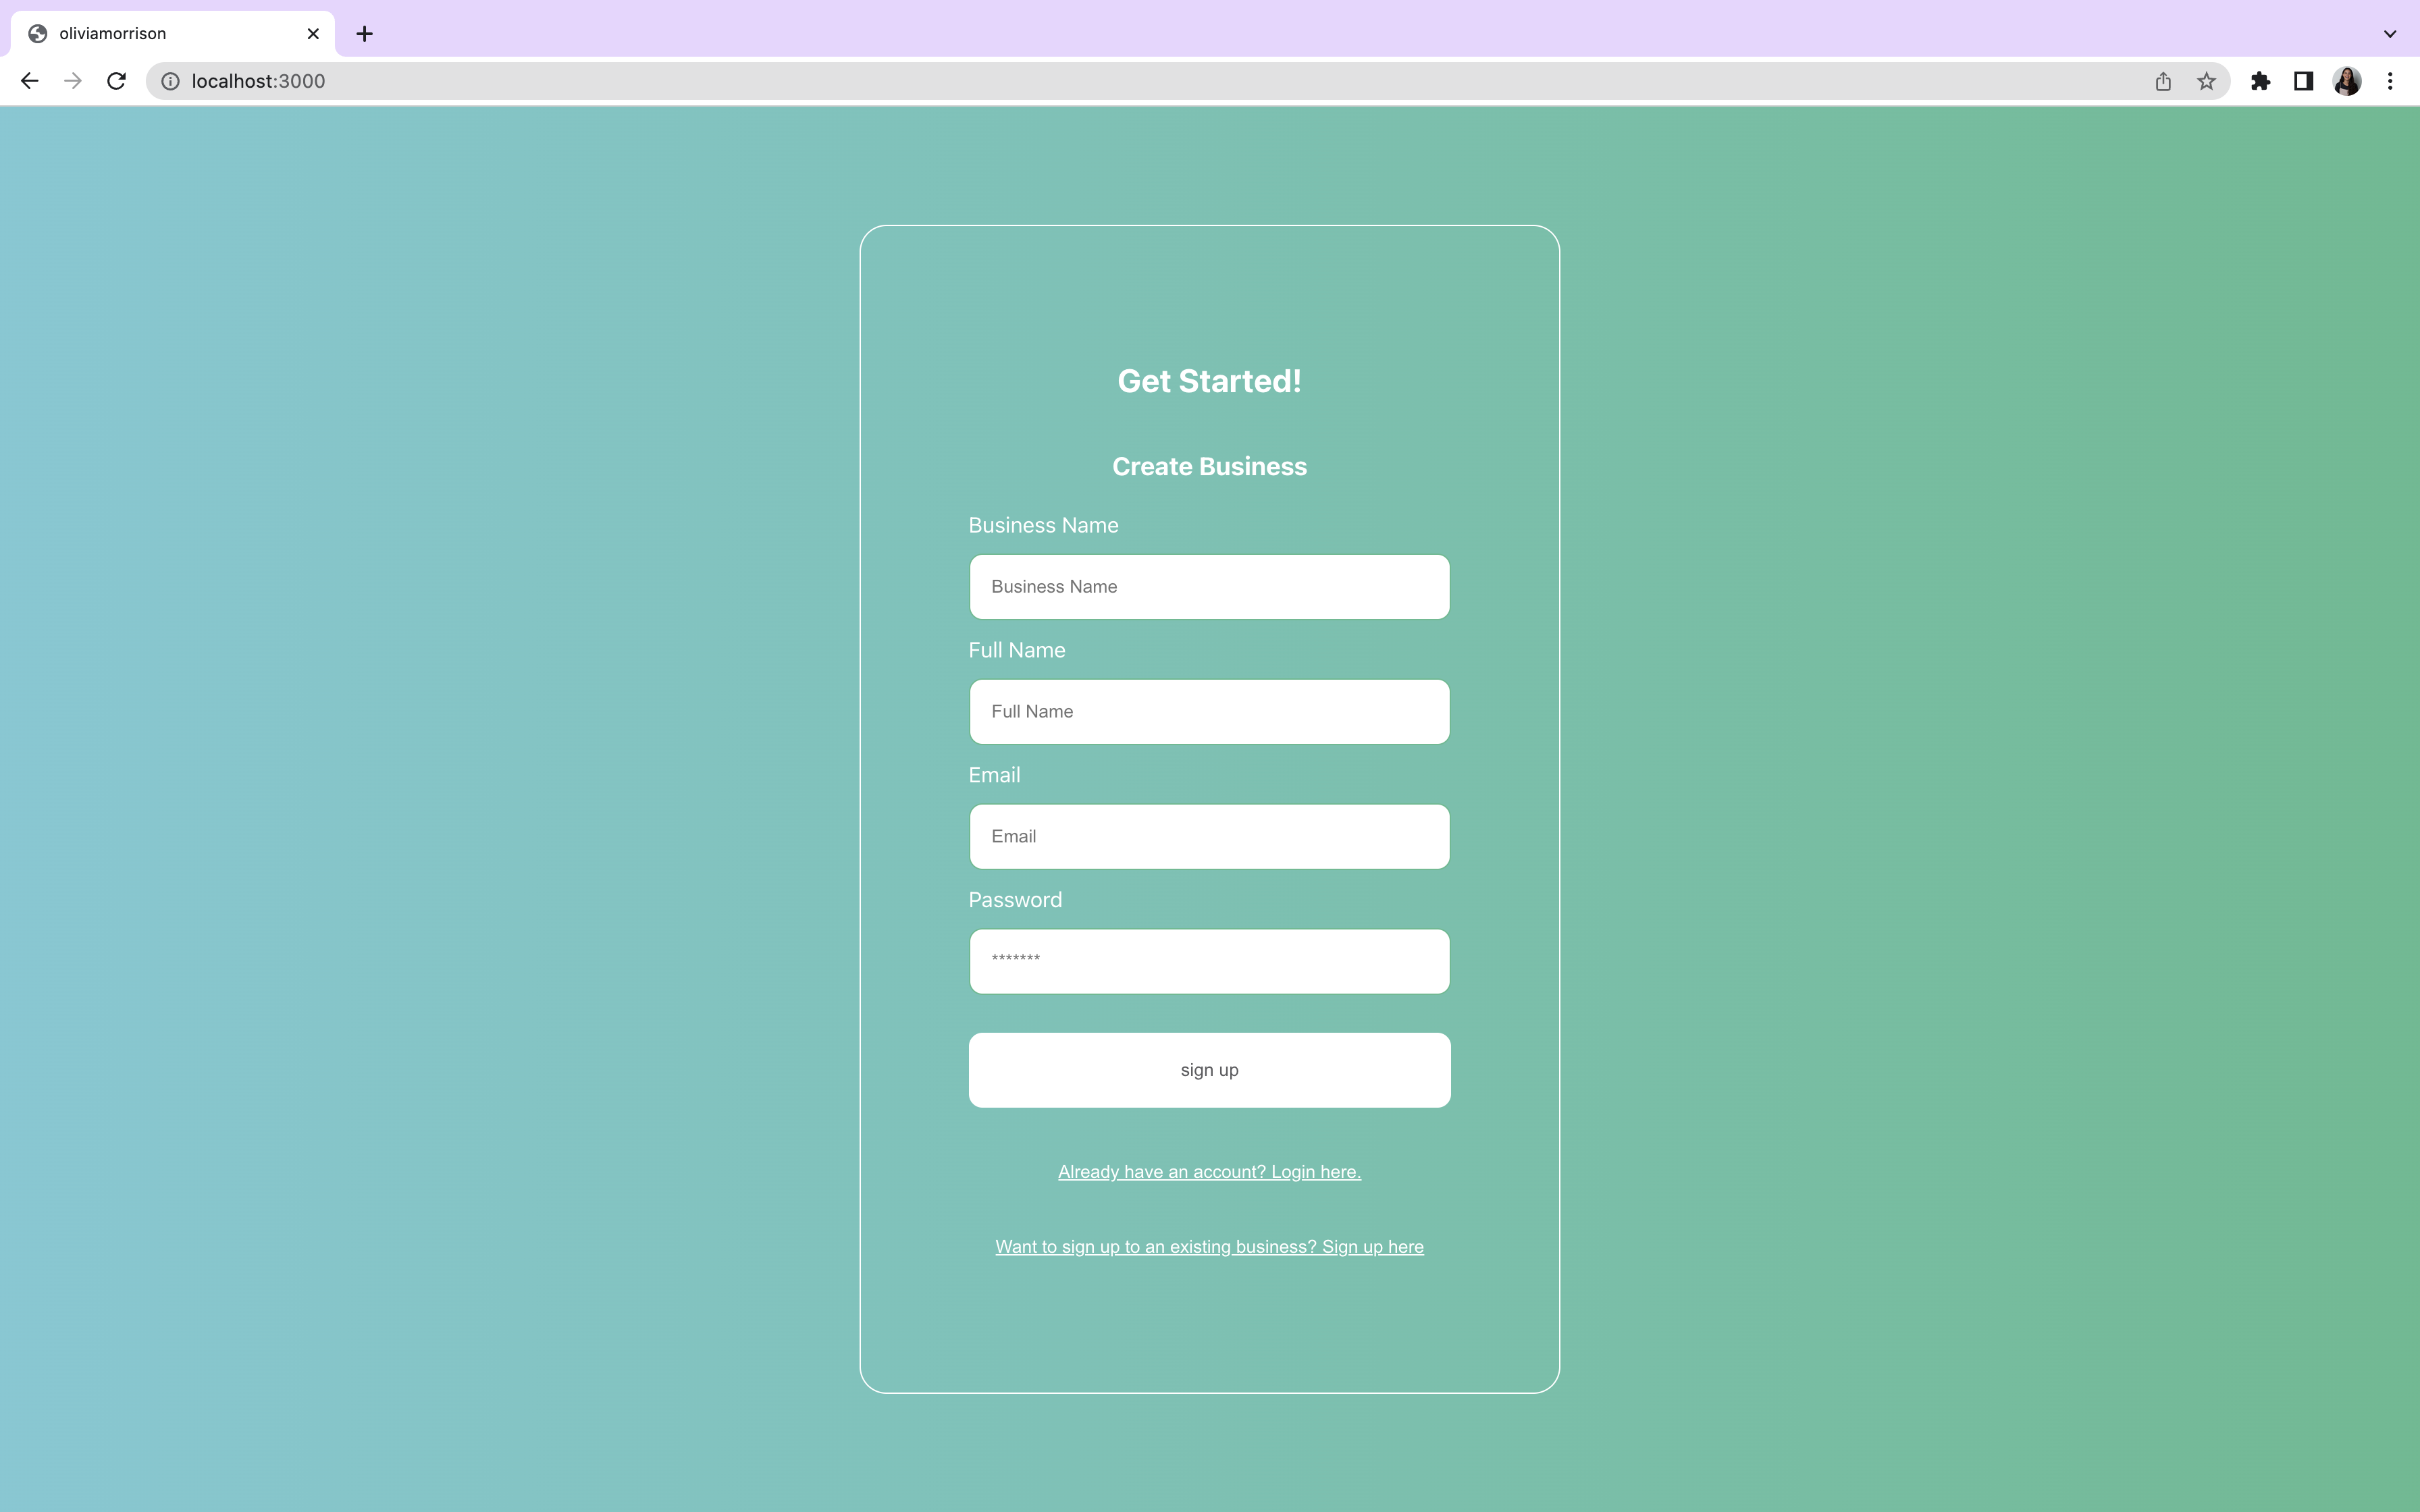 oliviamorrison
localhost:3000
Get Started!
Create Business
Business Name
Business Name
Full Name
Full Name
Email
Email
Password
*******
sign up
Already have an account? Login here.
Want to sign up to an existing business? Sign up here